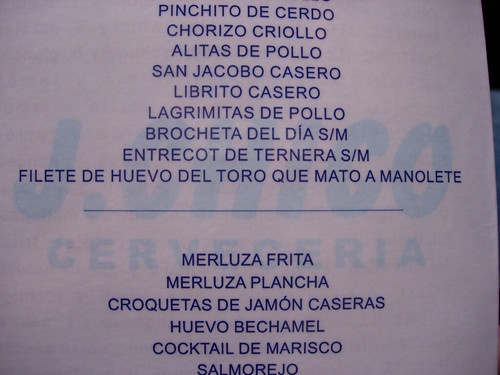 PINCHITO DE CERDO
CHORIZO CRIOLLO
ALITAS DE POLLO
SAN JACOBO CASERO
LIBRITO CASERO
LAGRIMITAS DE POLLO
BROCHETA DEL DÍA S/M
ENTRECOT DE TERNERA S/M
FILETE DE HUEVO DEL TORO QUE MATO A MANOLETE
CERVECERIA
MERLUZA FRITA
MERLUZA PLANCHA
CROQUETAS DE JAMÓN CASERAS
HUEVO BECHAMEL
COCKTAIL DE MARISCO
SALMOREJO